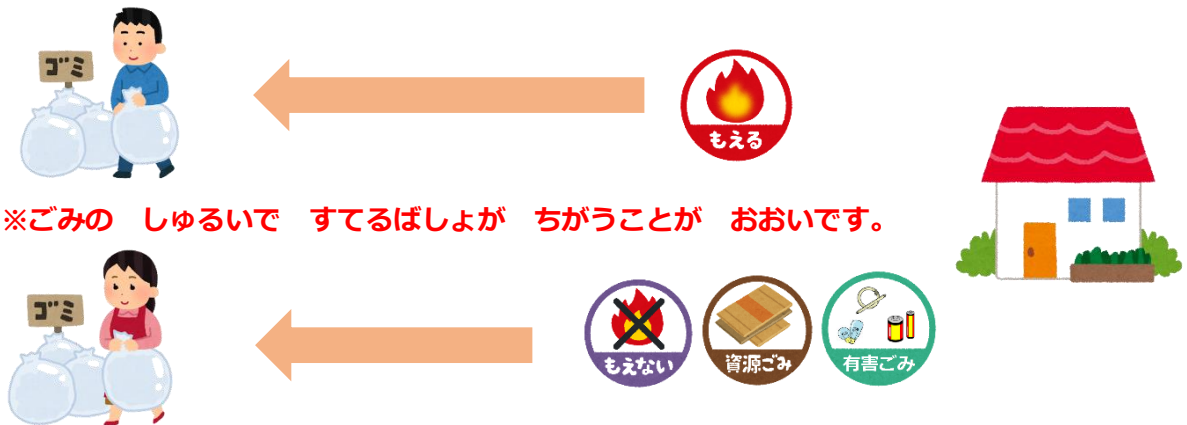 ゴミ
もえる
※ごみの　しゅるいで　すてるばしょが　ちがうことが　おおいです。
ゴミ
もえない
資源ごみ
有害ごみ